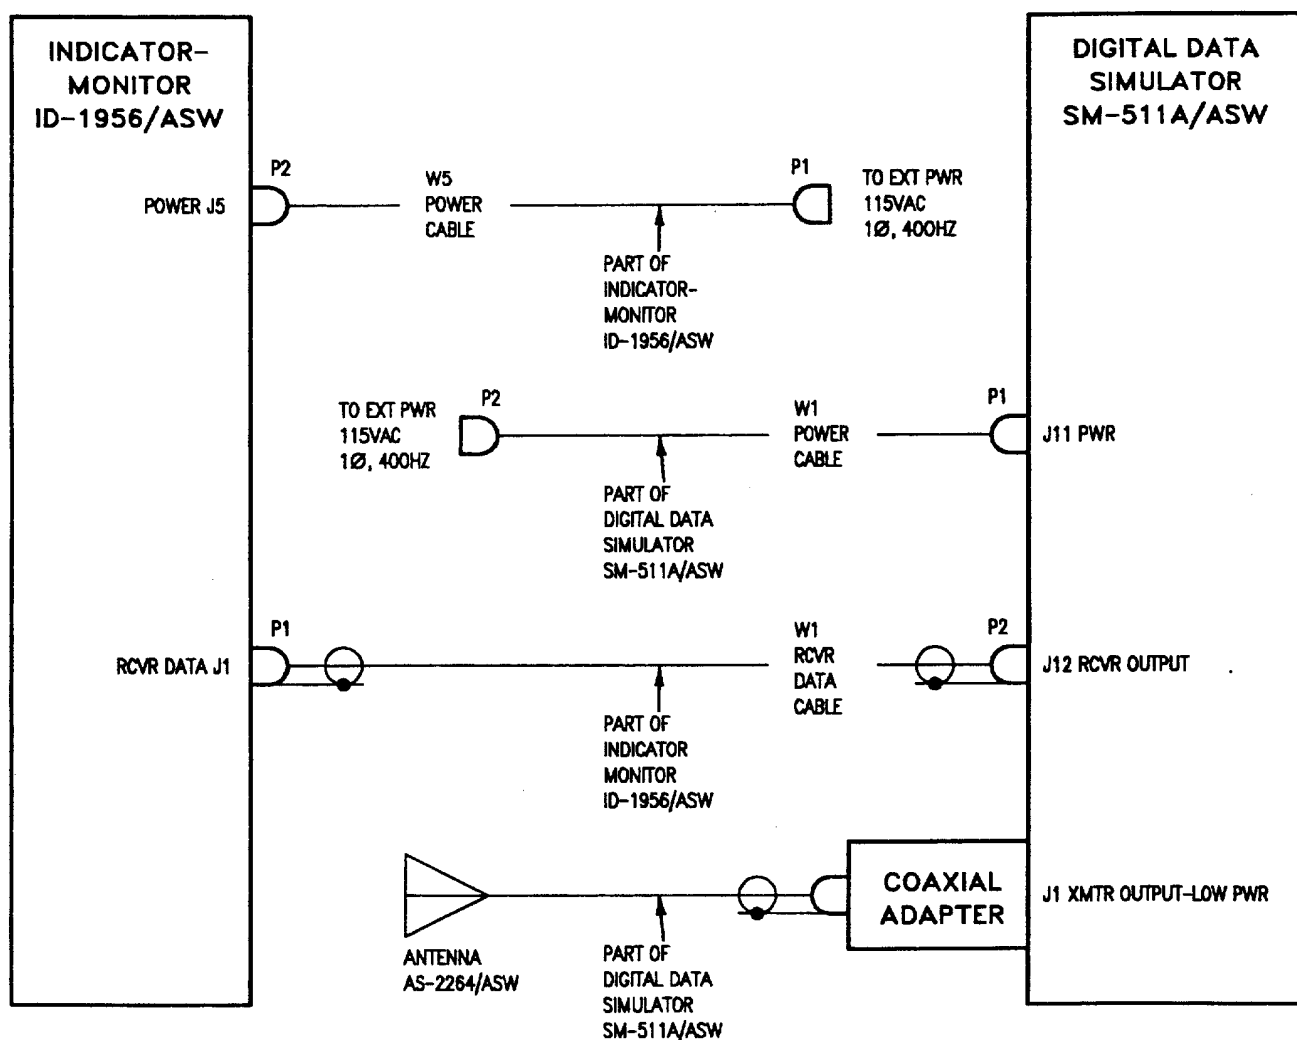 INDICATOR-
MONITOR
ID-1956/ASW
DIGITAL DATA
SIMULATOR
SM-511A/ASW
P2
POWER J5
W5
POWER
CABLE
P1
TO EXT PWR
115VAC
1Ø, 400HZ
PART OF
INDICATOR-
MONITOR
ID-1956/ASW
TO EXT PWR
115VAC
1Ø, 400HZ
P2
W1
POWER
CABLE
P1
J11 PWR
PART OF
DIGITAL DATA
SIMULATOR
SM-511A/ASW
P1
RCVR DATA J1
W1
RCVR
DATA
CABLE
P2
J12 RCVR OUTPUT
PART OF
INDICATOR
MONITOR
ID-1956/ASW
COAXIAL
ADAPTER
J1 XMTR OUTPUT-LOW PWR
ANTENNA
AS-2264/ASW
PART OF
DIGITAL DATA
SIMULATOR
SM-511A/ASW